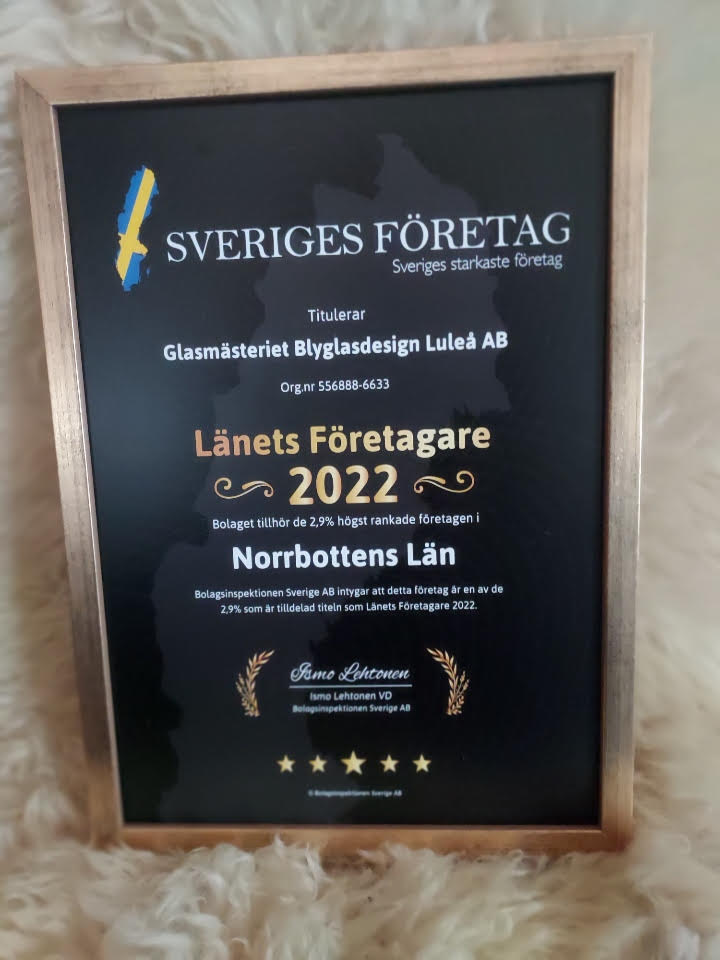 SVERIGES FÖRETAG
Sveriges starkaste företag
Titulerar
Glasmästeriet Blyglasdesign Luleå AB
Org.nr 556888-6633
Länets Företagare
2022
Bolaget tillhör de 2,9% högst rankade företagen i
Norrbottens Län
Bolagsinspektionen Sverige AB intygar att detta företag är en av de
2,9% som är tilldelad titeln som Länets Företagare 2022.
Ismo Lehtonen
Ismo Lehtonen VD
Bolagsinspektionen Sverige AB
© Bolagsinspektionen Sverige AB